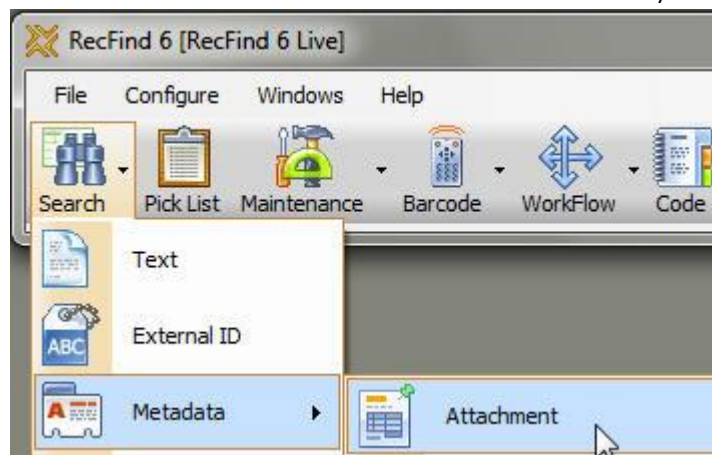 RecFind 6 [RecFind 6 Live]
File Configure Windows Help
Search Pick List Maintenance Barcode WorkFlow Code
Text
ABC External ID
A Metadata Attachment